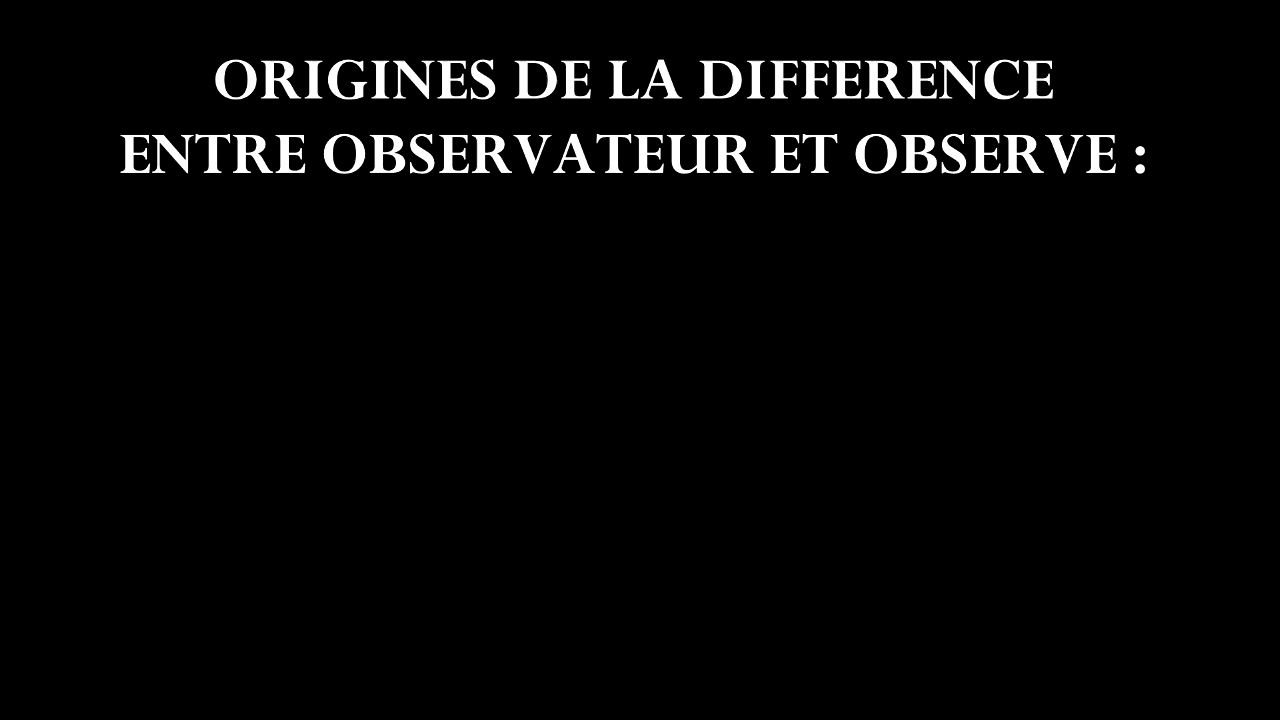 ORIGINES DE LA DIFFERENCE
ENTRE OBSERVATEUR ET OBSERVE :